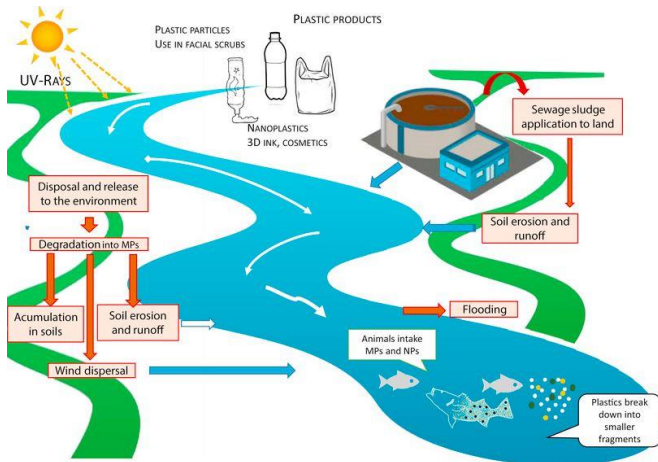 PLASTIC PRODUCTS
PLASTIC PARTICLES
USE IN FACIAL SCRUBS
UV-RAYS
NANOPLASTICS
3D INK, COSMETICS
Sewage sludge
application to land
Disposal and release
to the environment
Soil erosion and
runoff
Degradation into MPs
Acumulation
in soils
Soil erosion
and runoff
Flooding
Animals intake
MPs and NPs
Wind dispersal
Plastics break
down into
smaller
fragments